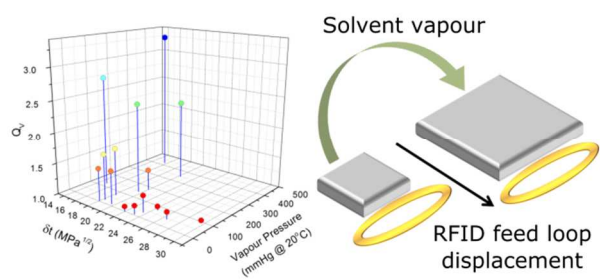 Solvent vapour
3.0
2.5
2.0
1.5
1.0
Qv
14
16
18
20
22
24
26
28
30
δt (MPa^1/2)
0
100
200
300
400
500
Vapour Pressure
(mmHg @ 20°C)
RFID feed loop
displacement